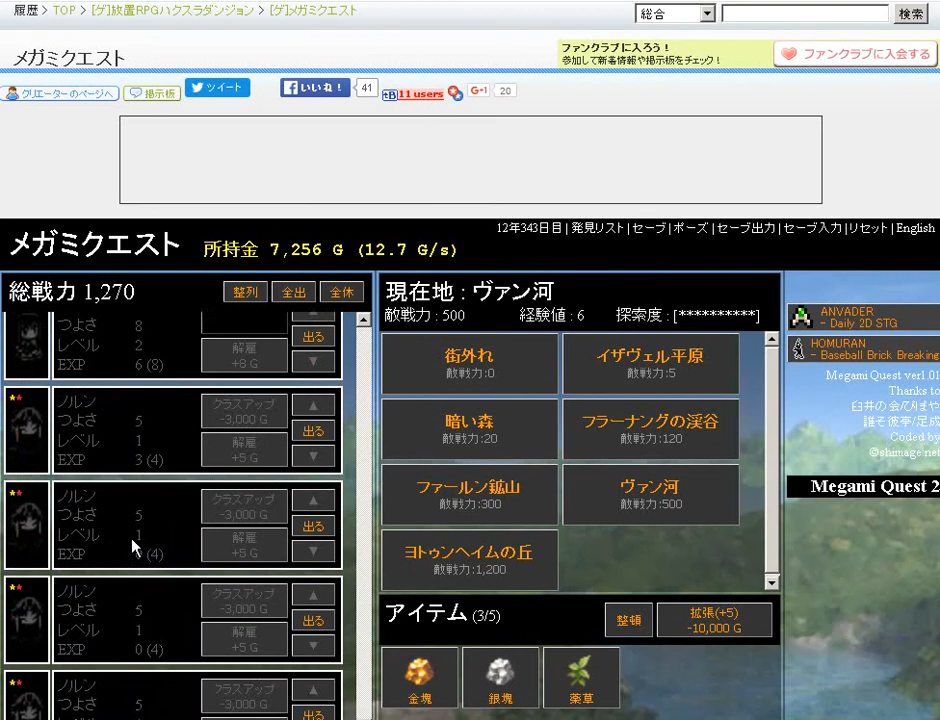 履歴> TOP > [ゲ]放置RPGハクスラダンジョン > [ゲ]メガミクエスト
総合
検索
メガミクエスト
ファンクラブに入ろう！
参加して新着情報や掲示板をチェック！
ファンクラブに入会する
クリエーターのページへ
掲示板
ツイート
いいね！
41
11 users
G+1
20
メガミクエスト
所持金 7,256 G (12.7 G/s)
12年343日目 | 発見リスト | セーブ | ポーズ | セーブ出力 | セーブ入力 | リセット | English
総戦力 1,270
整列
全出
全休
つよさ 8
レベル 2
EXP 6 (8)
解雇
+8 G
出る
▼
★★
ノルン
つよさ 5
レベル 1
EXP 3 (4)
クラスアップ
-3,000 G
解雇
+5 G
▲
出る
▼
★★
ノルン
つよさ 5
レベル 1
EXP 0 (4)
クラスアップ
-3,000 G
解雇
+5 G
▲
出る
▼
★★
ノルン
つよさ 5
レベル 1
EXP 0 (4)
クラスアップ
-3,000 G
解雇
+5 G
▲
出る
▼
★★
ノルン
つよさ 5
クラスアップ
-3,000 G
▲
出る
現在地 : ヴァン河
敵戦力 : 500
経験値 : 6
探索度 : [**********]
街外れ
敵戦力:0
イザヴェル平原
敵戦力:5
暗い森
敵戦力:20
フラーナングの渓谷
敵戦力:120
ファールン鉱山
敵戦力:300
ヴァン河
敵戦力:500
ヨトゥンヘイムの丘
敵戦力:1,200
アイテム (3/5)
整頓
拡張(+5)
-10,000 G
金塊
銀塊
薬草
ANVADER
- Daily 2D STG
HOMURAN
- Baseball Brick Breaking
Megami Quest ver1.01
Thanks to
臼井の会/刻まや
誰そ彼亭/足成
Coded by
©shimage.net
Megami Quest 2